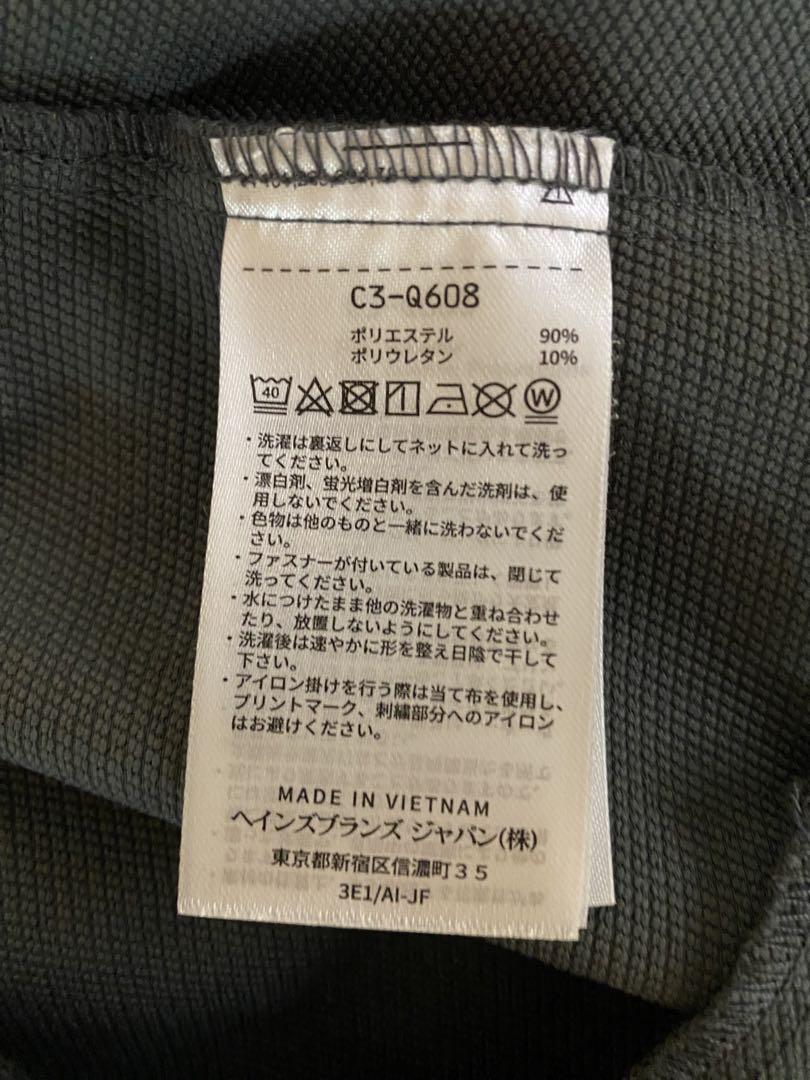 C3-Q608
ポリエステル 90%
ポリウレタン 10%
40 W
・洗濯は裏返しにしてネットに入れて洗っ
てください。
・漂白剤、蛍光増白剤を含んだ洗剤は、使
用しないでください。
・色物は他のものと一緒に洗わないでくだ
さい。
・ファスナーが付いている製品は、閉じて
洗ってください。
・水につけたまま他の洗濯物と重ね合わせ
たり、放置しないようにしてください。
・洗濯後は速やかに形を整え日陰で干して
下さい。
・アイロン掛けを行う際は当て布を使用し、
プリントマーク、刺繍部分へのアイロン
はお避けください。
MADE IN VIETNAM
ヘインズブランズ ジャパン(株)
東京都新宿区信濃町35
3E1/AI-JF